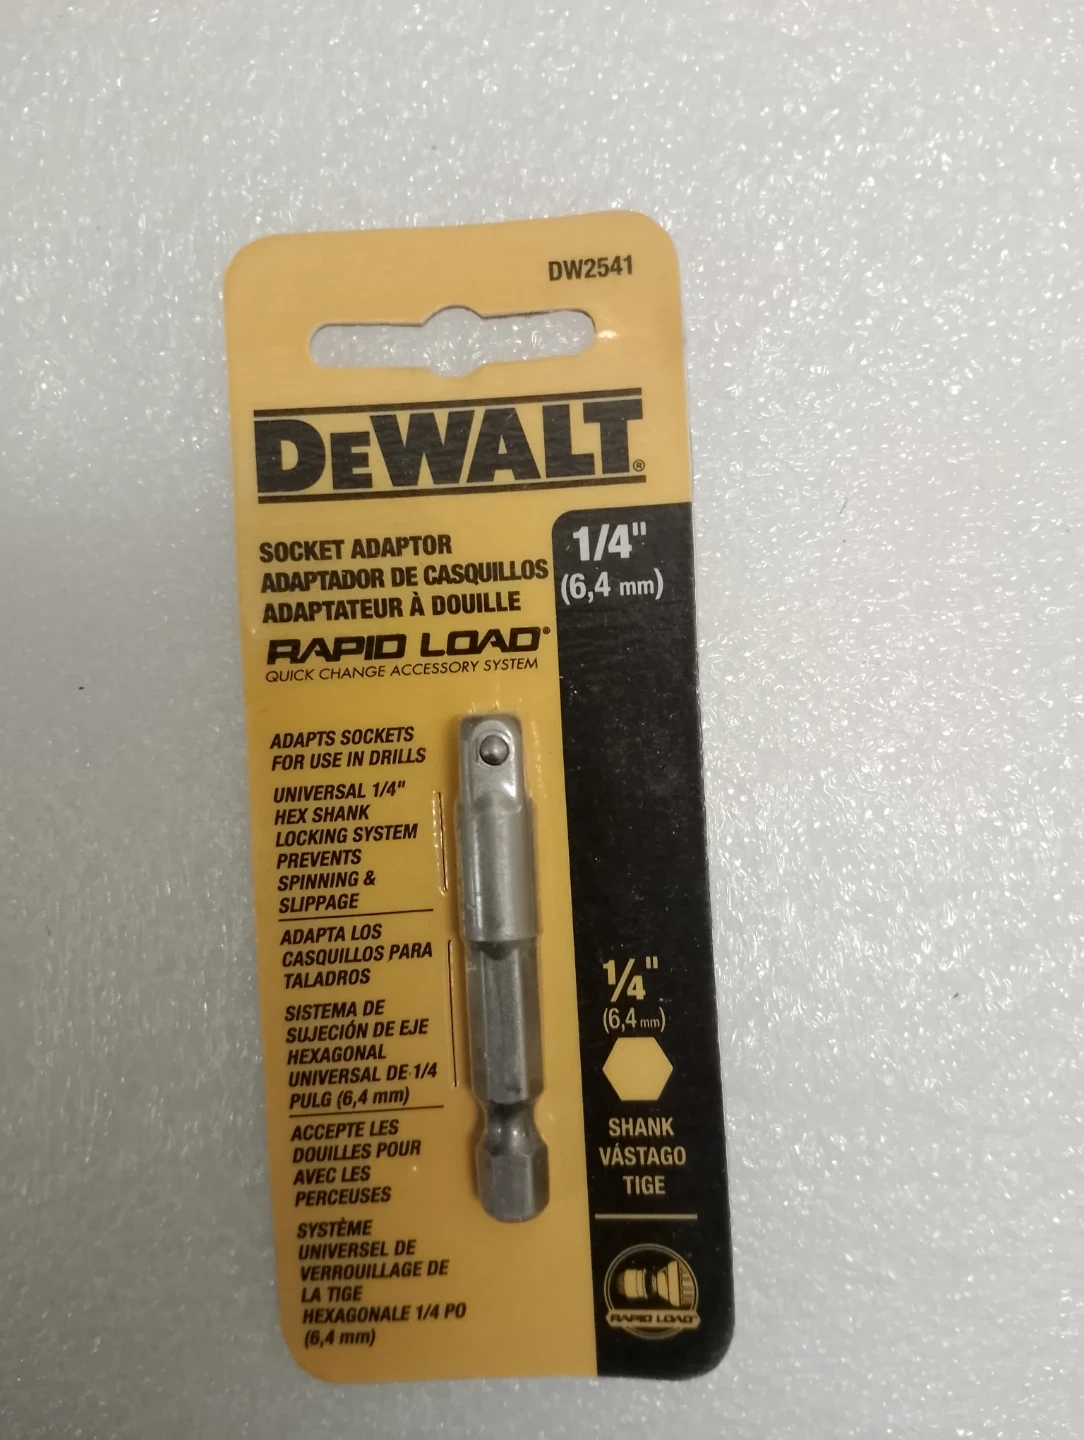 DW2541
DEWALT®
SOCKET ADAPTOR
ADAPTADOR DE CASQUILLOS
ADAPTATEUR À DOUILLE
RAPID LOAD®
QUICK CHANGE ACCESSORY SYSTEM
1/4"
(6,4 mm)
ADAPTS SOCKETS
FOR USE IN DRILLS
UNIVERSAL 1/4"
HEX SHANK
LOCKING SYSTEM
PREVENTS
SPINNING &
SLIPPAGE
ADAPTA LOS
CASQUILLOS PARA
TALADROS
SISTEMA DE
SUJECIÓN DE EJE
HEXAGONAL
UNIVERSAL DE 1/4
PULG (6,4 mm)
ACCEPTE LES
DOUILLES POUR
AVEC LES
PERCEUSES
SYSTÈME
UNIVERSEL DE
VERROUILLAGE DE
LA TIGE
HEXAGONALE 1/4 PO
(6,4 mm)
1/4"
(6,4 mm)
SHANK
VÁSTAGO
TIGE
RAPID LOAD